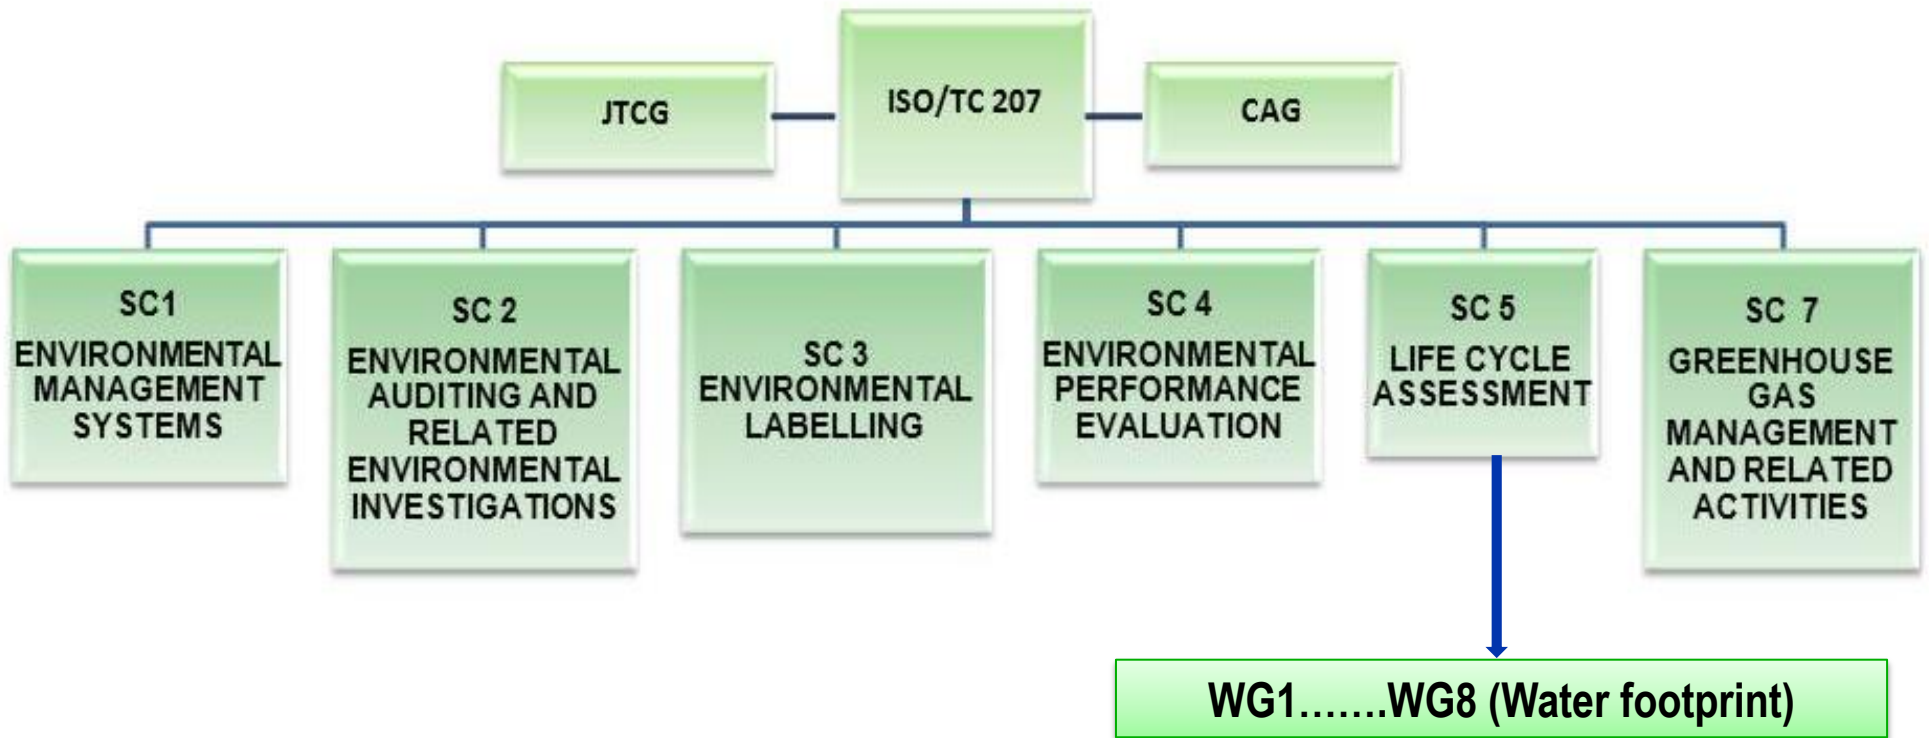 JTCG
ISO/TC 207
CAG
SC1
ENVIRONMENTAL
MANAGEMENT
SYSTEMS
SC 2
ENVIRONMENTAL
AUDITING AND
RELATED
ENVIRONMENTAL
INVESTIGATIONS
SC 3
ENVIRONMENTAL
LABELLING
SC 4
ENVIRONMENTAL
PERFORMANCE
EVALUATION
SC 5
LIFE CYCLE
ASSESSMENT
SC 7
GREENHOUSE
GAS
MANAGEMENT
AND RELATED
ACTIVITIES
WG1.......WG8 (Water footprint)